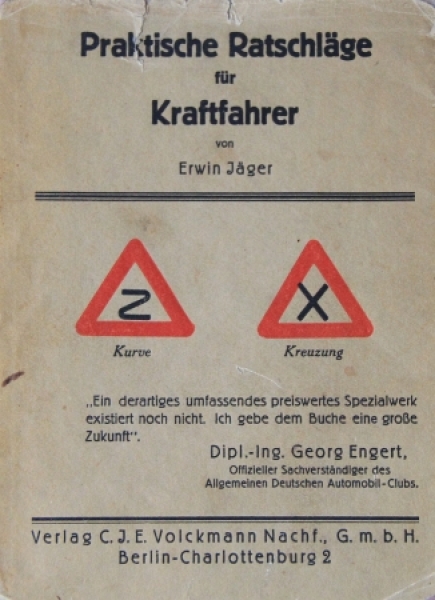 Praktische Ratschläge
für
Kraftfahrer
von
Erwin Jäger
Kurve
Kreuzung
„Ein derartiges umfassendes preiswertes Spezialwerk
existiert noch nicht. Ich gebe dem Buche eine große
Zukunft“.
Dipl.-Ing. Georg Engert,
Offizieller Sachverständiger des
Allgemeinen Deutschen Automobil-Clubs.
Verlag C. J. E. Volckmann Nachf., G. m. b. H.
Berlin-Charlottenburg 2